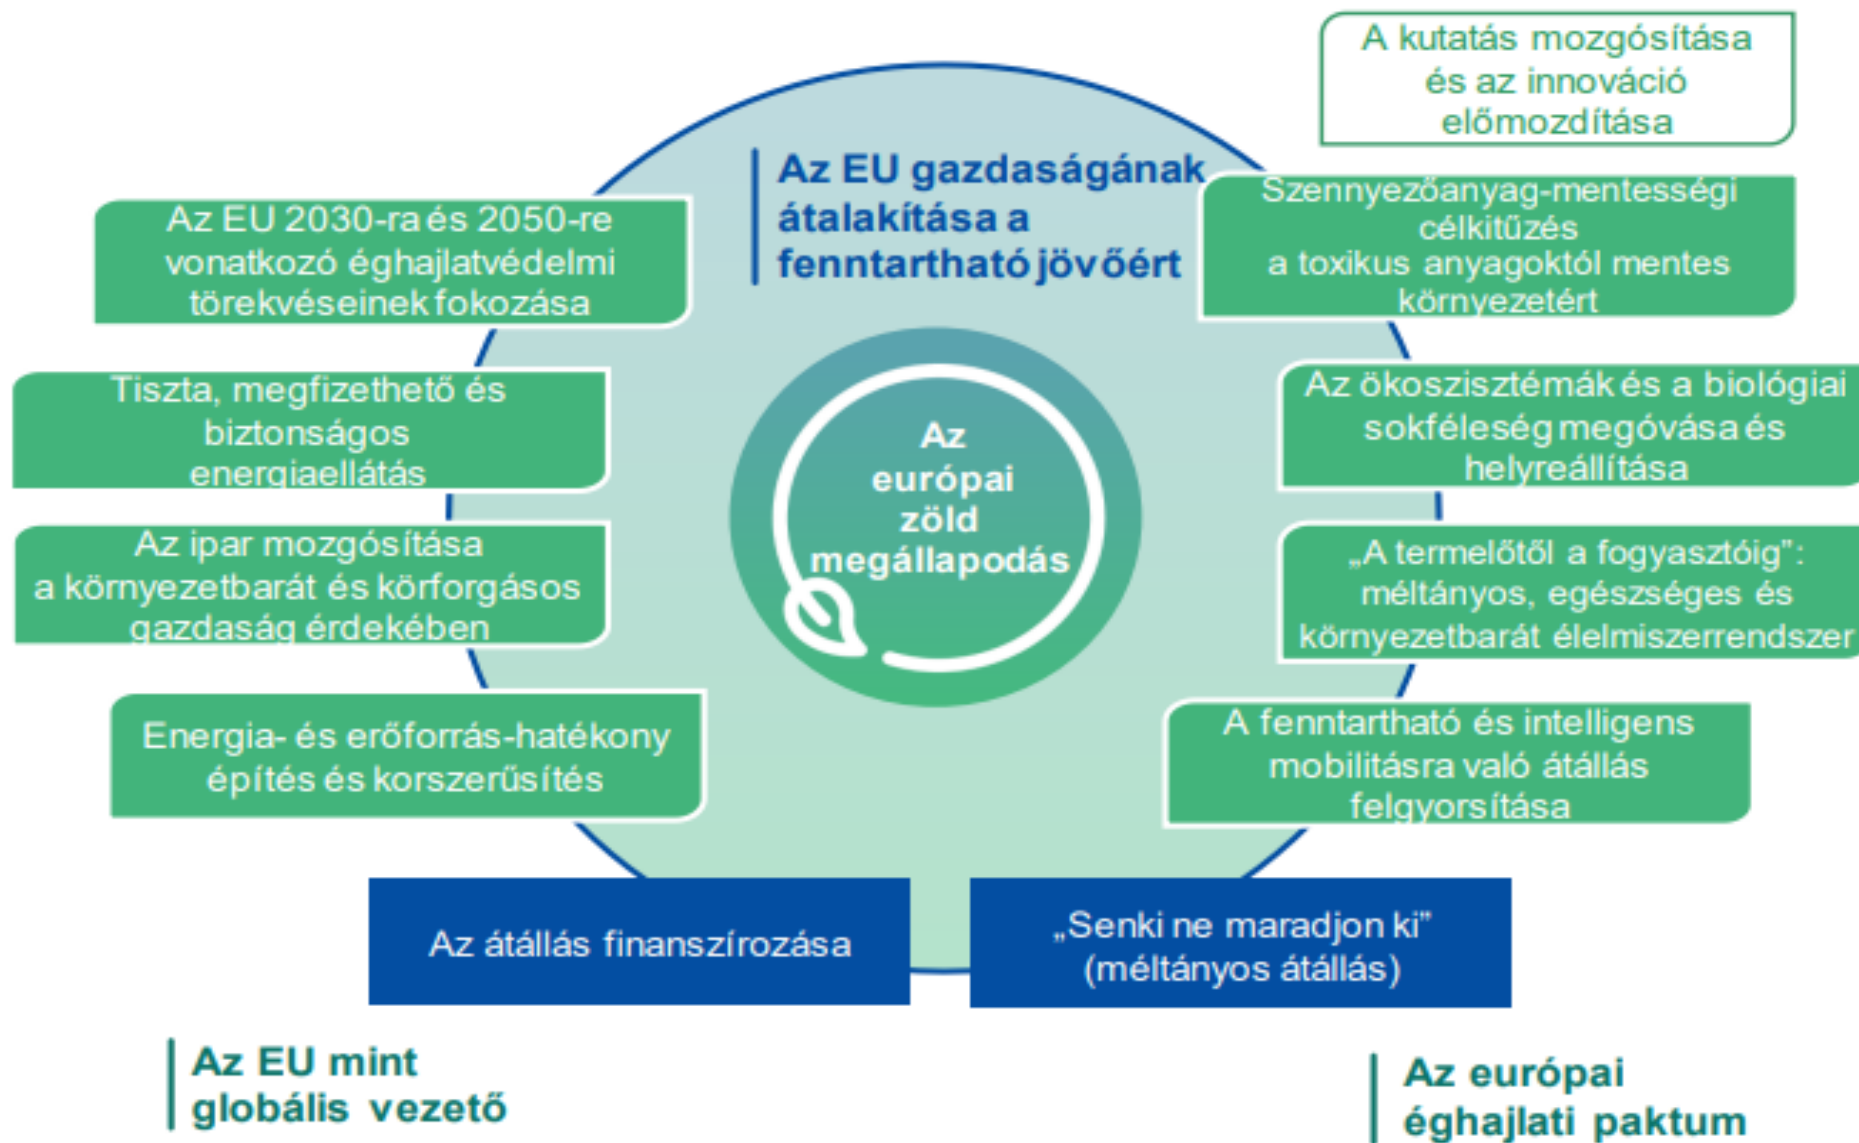 A kutatás mozgósítása
és az innováció
előmozdítása
Az EU gazdaságának
átalakítása a
fenntartható jövőért
Az EU 2030-ra és 2050-re
vonatkozó éghajlatvédelmi
törekvéseinek fokozása
Szennyezőanyag-mentességi
célkitűzés
a toxikus anyagoktól mentes
környezetért
Tiszta, megfizethető és
biztonságos
energiaellátás
Az ökoszisztémák és a biológiai
sokféleség megóvása és
helyreállítása
Az
európai
zöld
megállapodás
Az ipar mozgósítása
a környezetbarát és körforgásos
gazdaság érdekében
„A termelőtől a fogyasztóig”:
méltányos, egészséges és
környezetbarát élelmiszerrendszer
Energia- és erőforrás-hatékony
építés és korszerűsítés
A fenntartható és intelligens
mobilitásra való átállás
felgyorsítása
Az átállás finanszírozása
„Senki ne maradjon ki”
(méltányos átállás)
Az EU mint
globális vezető
Az európai
éghajlati paktum